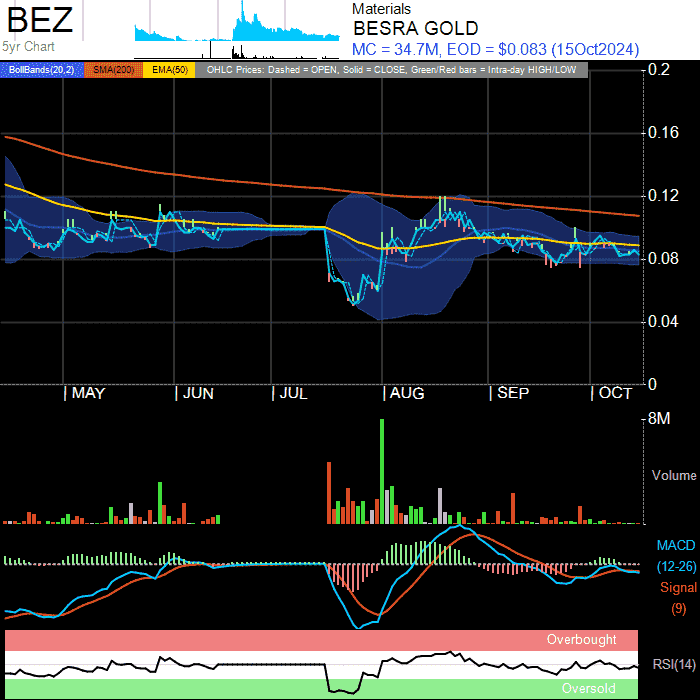 BEZ
5yr Chart
Materials
BESRA GOLD
MC = 34.7M, EOD = $0.083 (15Oct2024)
BollBands(20,2) SMA(200) EMA(50) OHLC Prices: Dashed = OPEN, Solid = CLOSE, Green/Red bars = Intra-day HIGH/LOW
0.2
0.16
0.12
0.08
0.04
0
| MAY | JUN | JUL | AUG | SEP | OCT
8M
Volume
MACD
(12-26)
Signal
(9)
Overbought
RSI(14)
Oversold